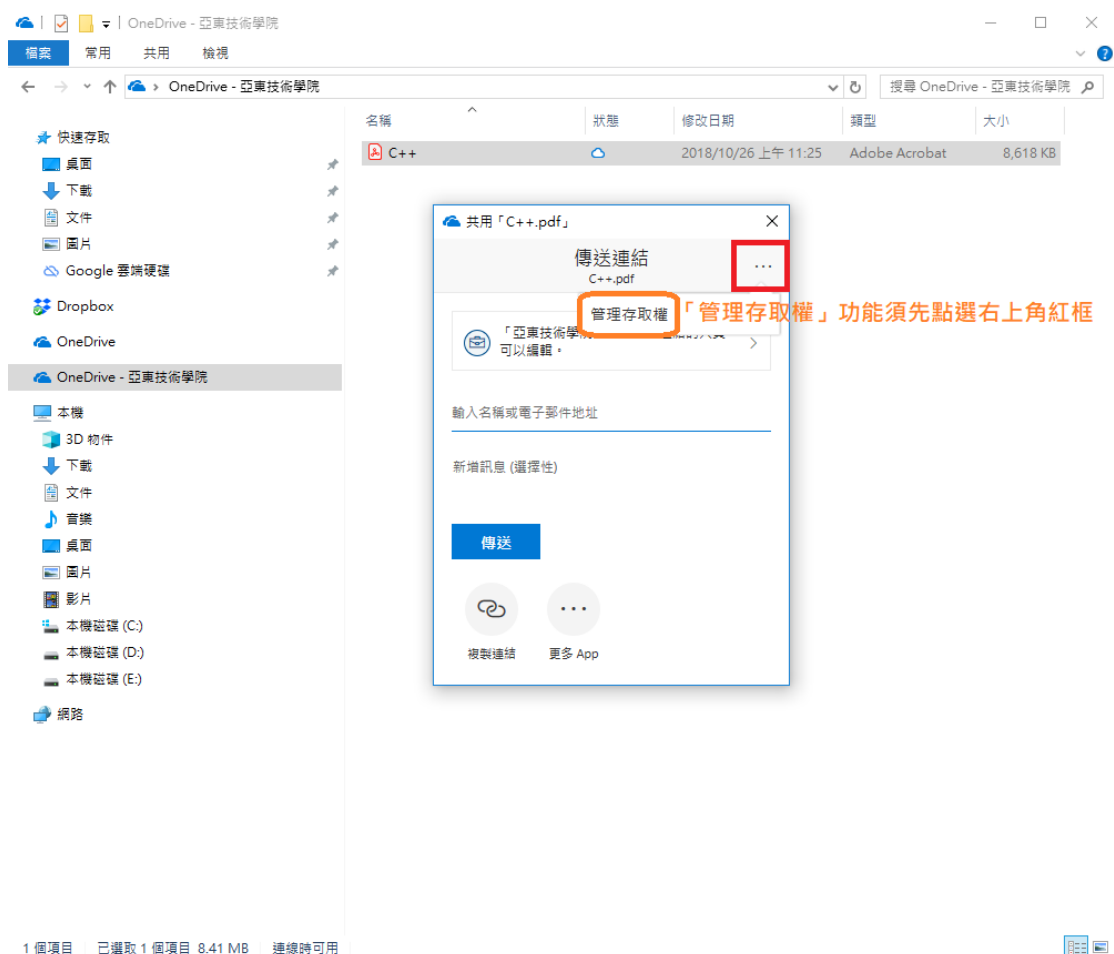 OneDrive - 亞東技術學院
檔案 常用 共用 檢視
OneDrive - 亞東技術學院
搜尋 OneDrive - 亞東技術學院
名稱 狀態 修改日期 類型 大小
C++ 2018/10/26 上午 11:25 Adobe Acrobat 8,618 KB
快速存取
桌面
下載
文件
圖片
Google 雲端硬碟
Dropbox
OneDrive
OneDrive - 亞東技術學院
本機
3D 物件
下載
文件
音樂
桌面
圖片
影片
本機磁碟 (C:)
本機磁碟 (D:)
本機磁碟 (E:)
網路
共用「C++.pdf」
傳送連結
C++.pdf
管理存取權
「管理存取權」功能須先點選右上角紅框
「亞東技術學
可以編輯。
輸入名稱或電子郵件地址
新增訊息 (選擇性)
傳送
複製連結 更多 App
1 個項目 已選取 1 個項目 8.41 MB 連線時可用